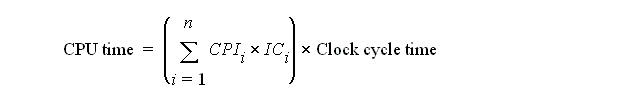 CPU time = ( n ∑ i = 1 CPI_i × IC_i ) × Clock cycle time